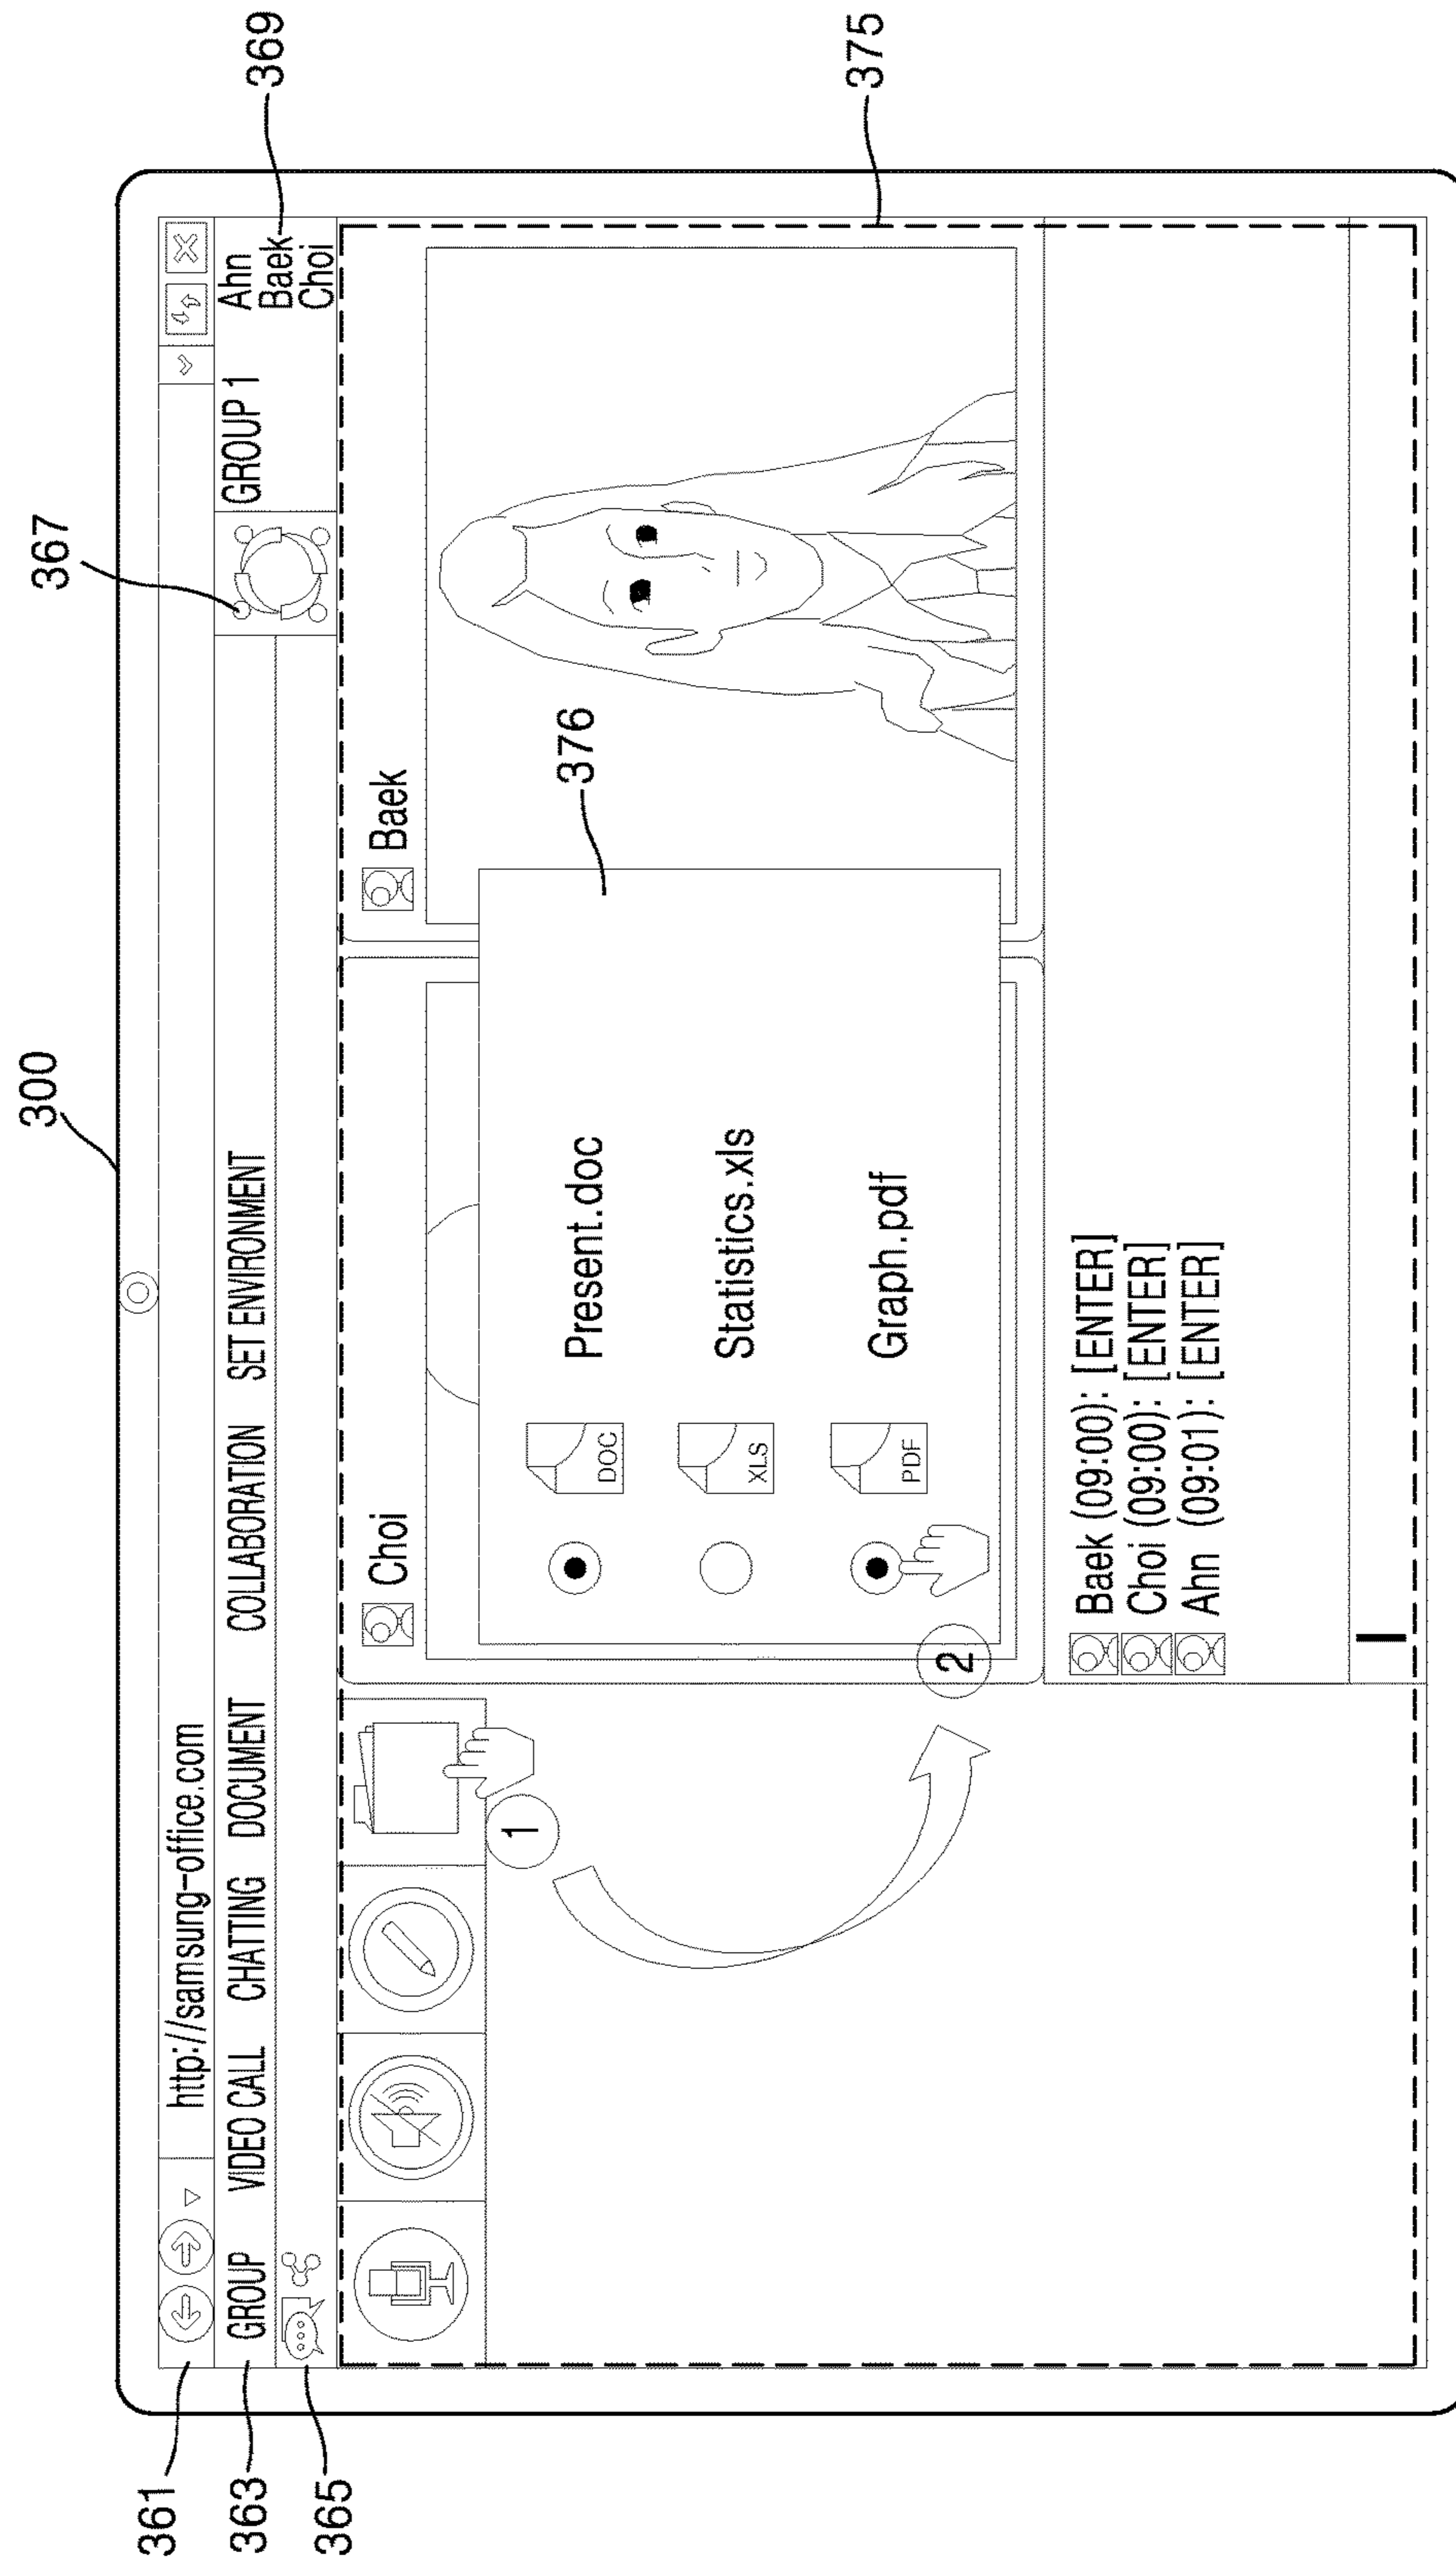 300
367
369
361
http://samsung-office.com
363
GROUP VIDEO CALL CHATTING DOCUMENT COLLABORATION SET ENVIRONMENT
GROUP 1
Ahn
Baek
Choi
365
Choi
Baek
376
375
1
DOC Present.doc
XLS Statistics.xls
PDF Graph.pdf
2
Baek (09:00): [ENTER]
Choi (09:00): [ENTER]
Ahn (09:01): [ENTER]